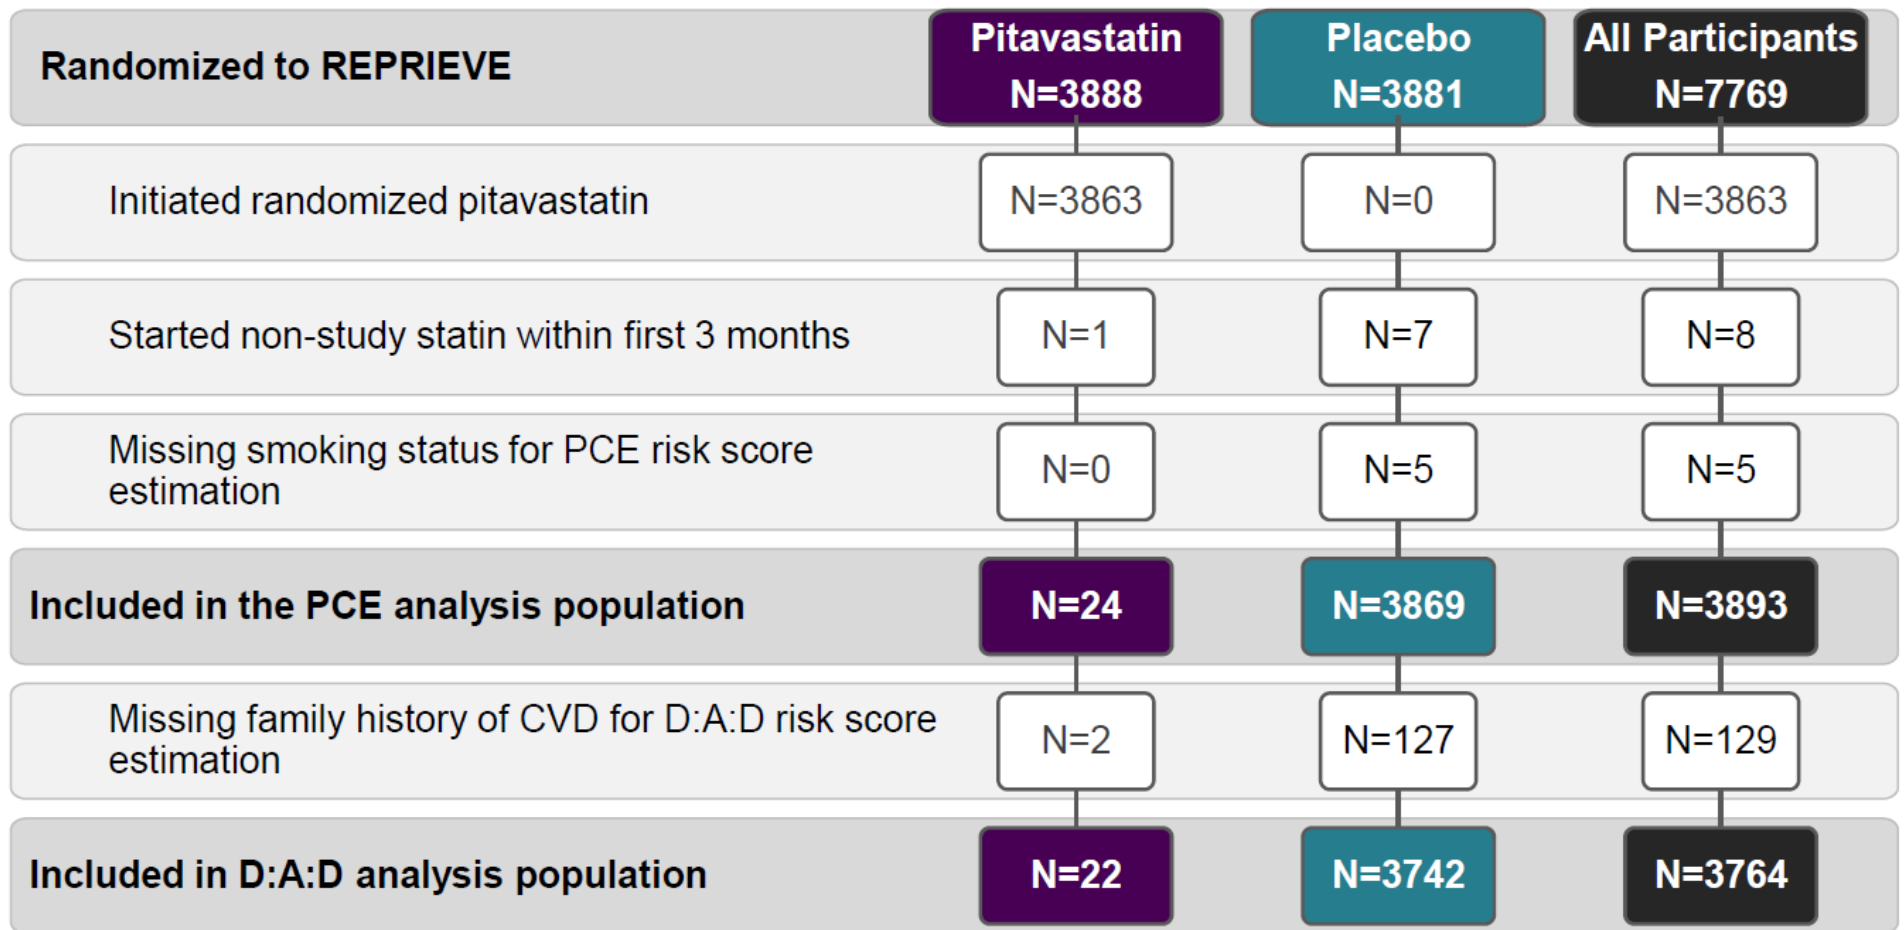 Randomized to REPRIEVE
Pitavastatin
N=3888
Placebo
N=3881
All Participants
N=7769
Initiated randomized pitavastatin
N=3863
N=0
N=3863
Started non-study statin within first 3 months
N=1
N=7
N=8
Missing smoking status for PCE risk score
estimation
N=0
N=5
N=5
Included in the PCE analysis population
N=24
N=3869
N=3893
Missing family history of CVD for D:A:D risk score
estimation
N=2
N=127
N=129
Included in D:A:D analysis population
N=22
N=3742
N=3764